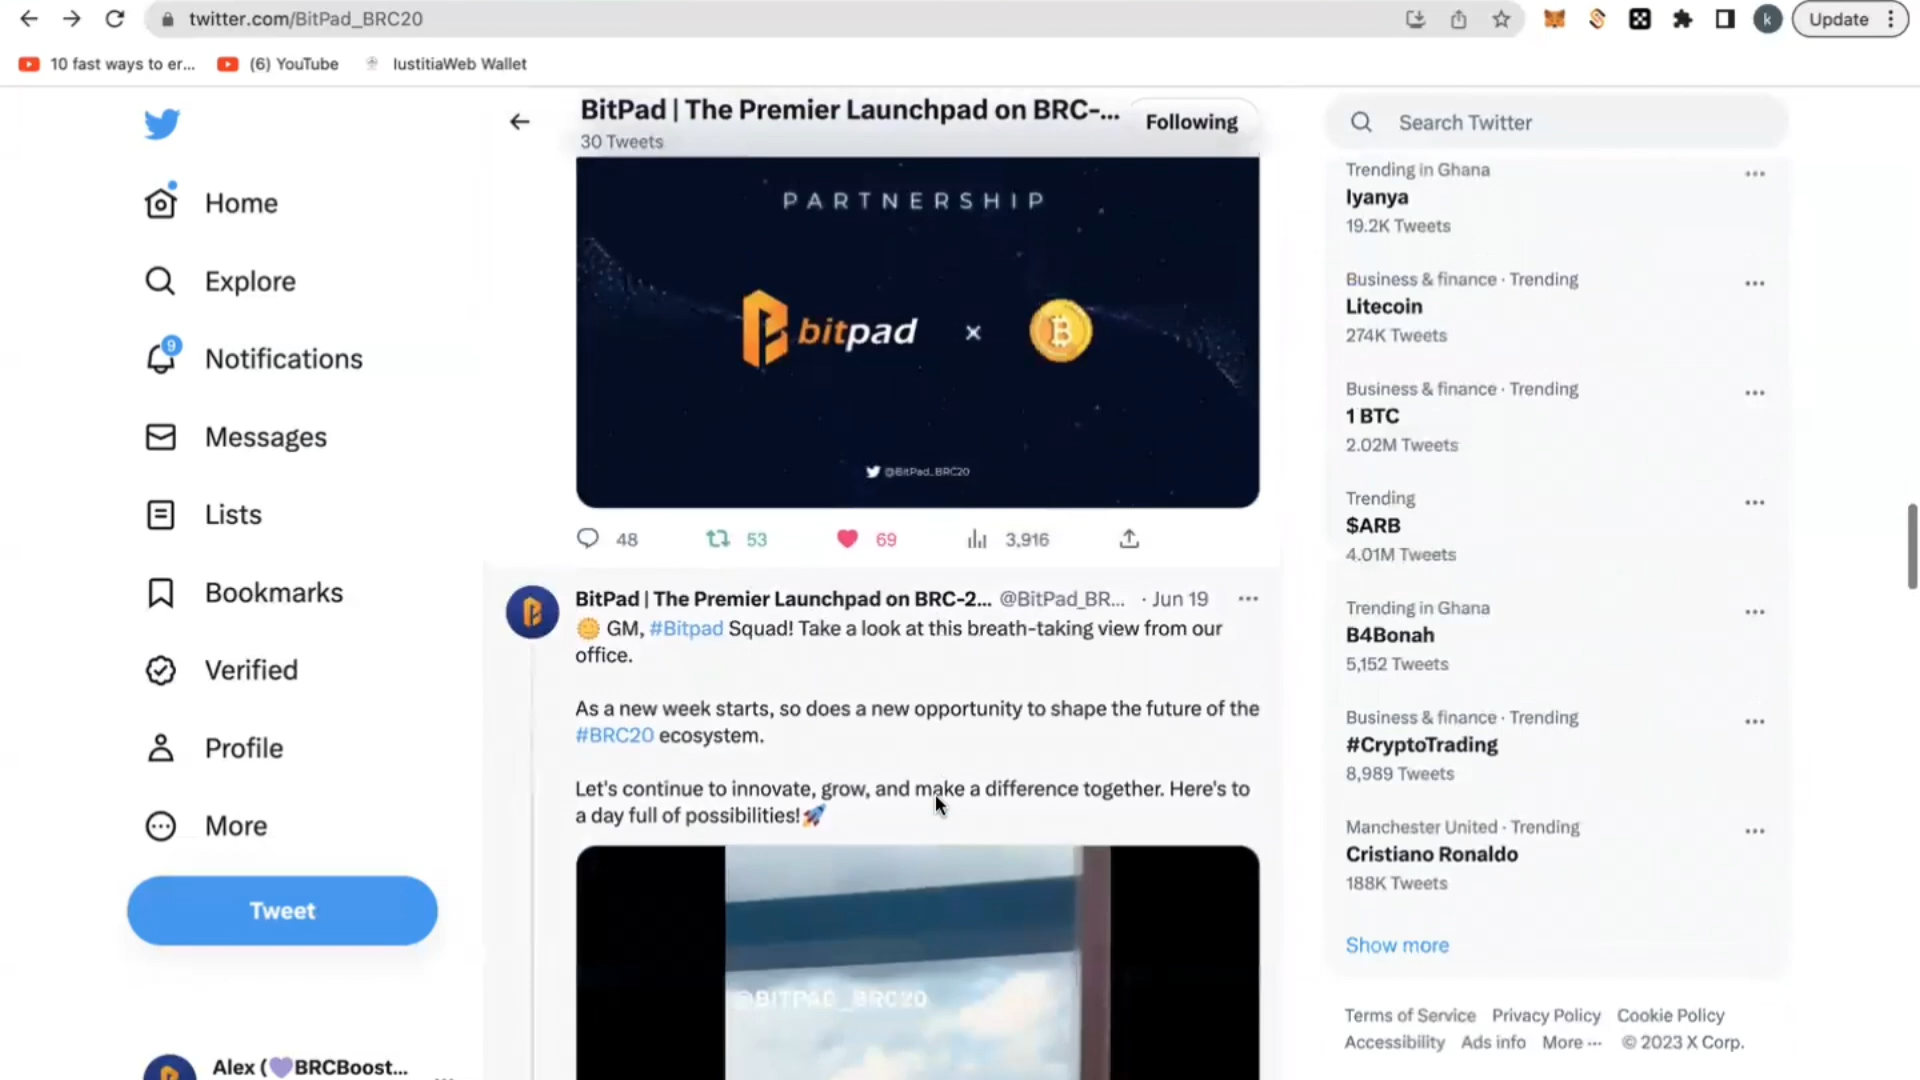 twitter.com/BitPad_BRC20
k
Update
10 fast ways to er...
(6) YouTube
IustitiaWeb Wallet
Home
Explore
9
Notifications
Messages
Lists
Bookmarks
Verified
Profile
More
Tweet
Alex (💜BRCBoost...
BitPad | The Premier Launchpad on BRC-...
30 Tweets
Following
PARTNERSHIP
bitpad × B
@BitPad_BRC20
48 53 69 3,916
BitPad | The Premier Launchpad on BRC-2... @BitPad_BR... · Jun 19
🌞 GM, #Bitpad Squad! Take a look at this breath-taking view from our
office.
As a new week starts, so does a new opportunity to shape the future of the
#BRC20 ecosystem.
Let's continue to innovate, grow, and make a difference together. Here's to
a day full of possibilities!🚀
@BITPAD_BRC20
Search Twitter
Trending in Ghana
Iyanya
19.2K Tweets
Business & finance · Trending
Litecoin
274K Tweets
Business & finance · Trending
1 BTC
2.02M Tweets
Trending
$ARB
4.01M Tweets
Trending in Ghana
B4Bonah
5,152 Tweets
Business & finance · Trending
#CryptoTrading
8,989 Tweets
Manchester United · Trending
Cristiano Ronaldo
188K Tweets
Show more
Terms of Service Privacy Policy Cookie Policy
Accessibility Ads info More ··· © 2023 X Corp.